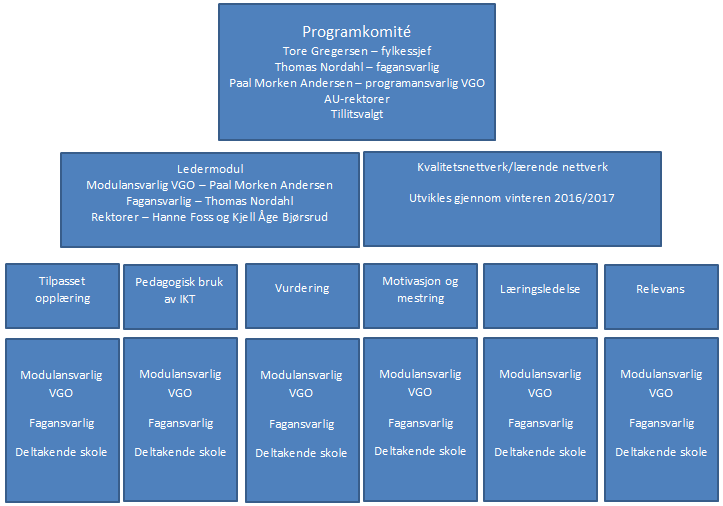 Programkomité
Tore Gregersen – fylkessjef
Thomas Nordahl – fagansvarlig
Paal Morken Andersen – programansvarlig VGO
AU-rektorer
Tillitsvalgt
Ledermodul
Modulansvarlig VGO – Paal Morken Andersen
Fagansvarlig – Thomas Nordahl
Rektorer – Hanne Foss og Kjell Åge Bjørsrud
Kvalitetsnettverk/lærende nettverk
Utvikles gjennom vinteren 2016/2017
Tilpasset
opplæring
Pedagogisk bruk
av IKT
Vurdering
Motivasjon og
mestring
Læringsledelse
Relevans
Modulansvarlig
VGO
Fagansvarlig
Deltakende skole
Modulansvarlig
VGO
Fagansvarlig
Deltakende skole
Modulansvarlig
VGO
Fagansvarlig
Deltakende skole
Modulansvarlig
VGO
Fagansvarlig
Deltakende skole
Modulansvarlig
VGO
Fagansvarlig
Deltakende skole
Modulansvarlig
VGO
Fagansvarlig
Deltakende skole